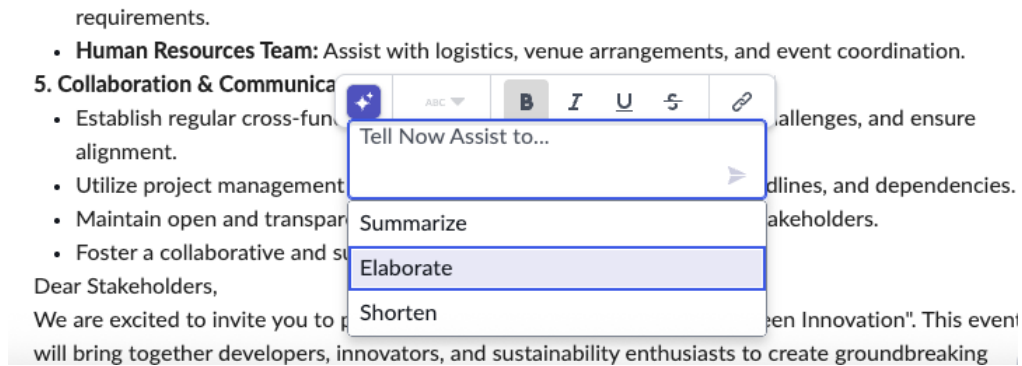 requirements.
• Human Resources Team: Assist with logistics, venue arrangements, and event coordination.
5. Collaboration & Communica
ABC B I U S
• Establish regular cross-fun allenges, and ensure
alignment.
Tell Now Assist to...
• Utilize project management dlines, and dependencies.
• Maintain open and transpar akeholders.
Summarize
• Foster a collaborative and su
Elaborate
Dear Stakeholders,
Shorten
We are excited to invite you to p en Innovation". This event
will bring together developers, innovators, and sustainability enthusiasts to create groundbreaking